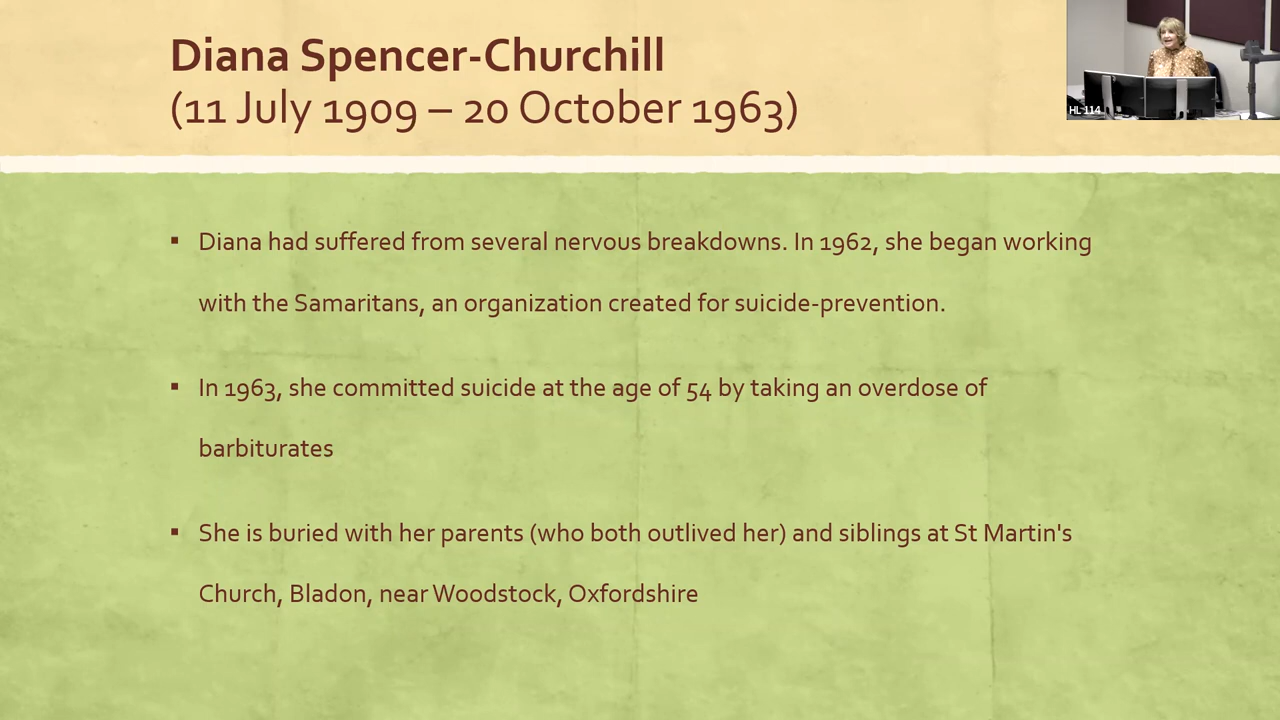 Diana Spencer-Churchill
(11 July 1909 – 20 October 1963)
HL 114
▪ Diana had suffered from several nervous breakdowns. In 1962, she began working
with the Samaritans, an organization created for suicide-prevention.
▪ In 1963, she committed suicide at the age of 54 by taking an overdose of
barbiturates
▪ She is buried with her parents (who both outlived her) and siblings at St Martin's
Church, Bladon, near Woodstock, Oxfordshire